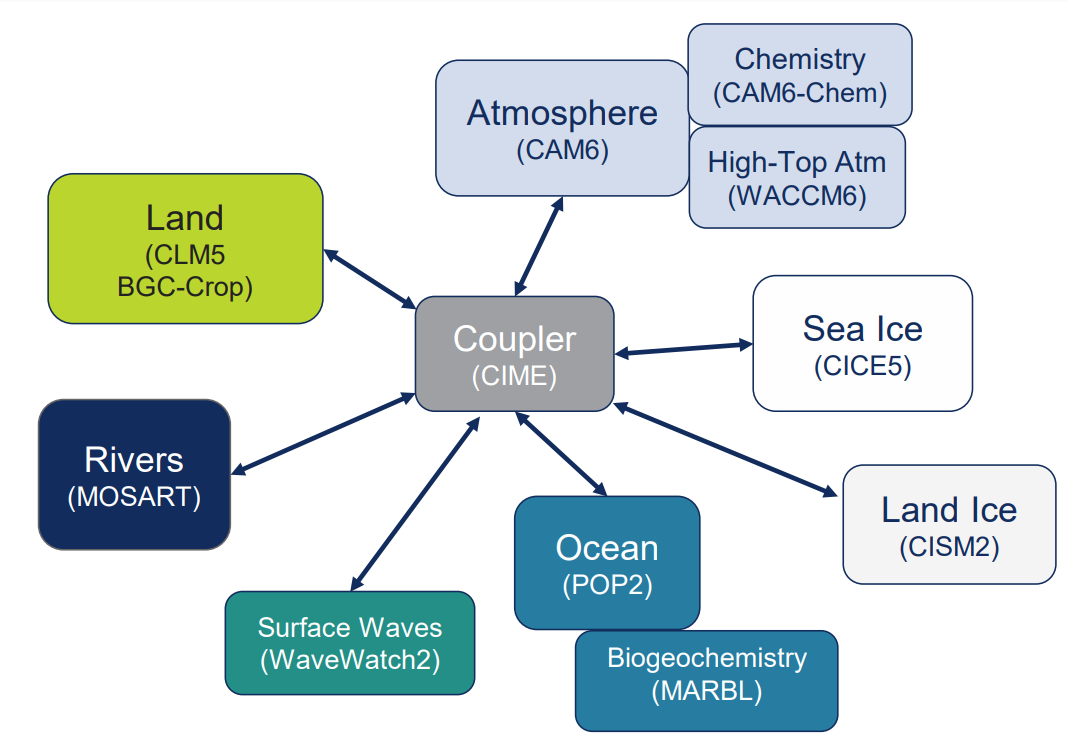 Atmosphere
(CAM6)
Chemistry
(CAM6-Chem)
High-Top Atm
(WACCM6)
Land
(CLM5
BGC-Crop)
Coupler
(CIME)
Sea Ice
(CICE5)
Rivers
(MOSART)
Land Ice
(CISM2)
Ocean
(POP2)
Surface Waves
(WaveWatch2)
Biogeochemistry
(MARBL)